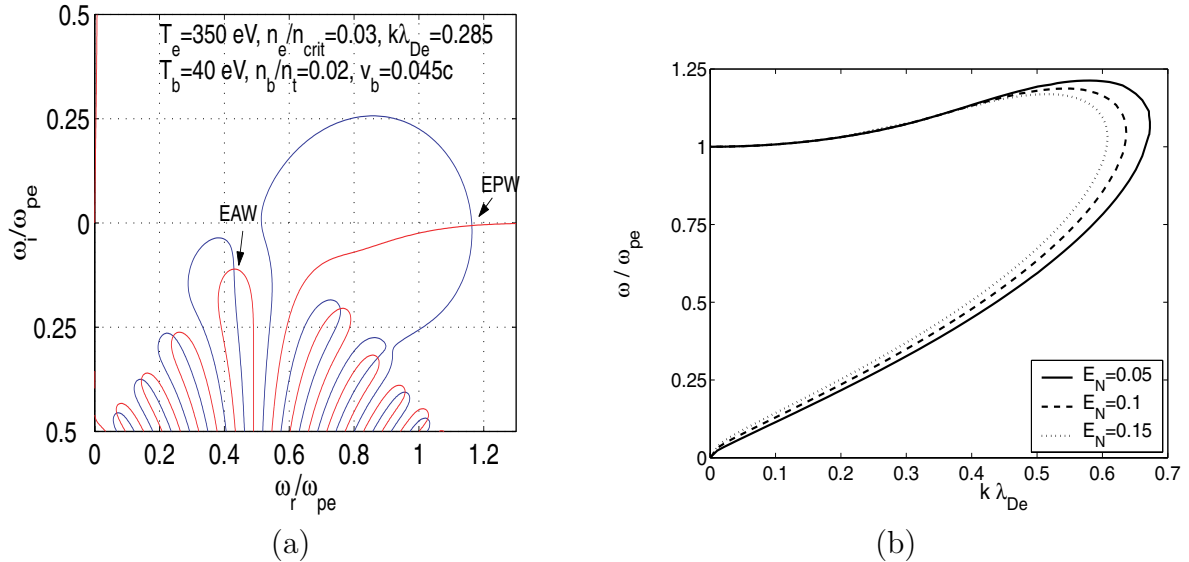 T_e=350 eV, n_e/n_crit=0.03, kλ_De=0.285
T_b=40 eV, n_b/n_t=0.02, v_b=0.045c
0.5
0.25
0
0.25
0.5
ω_i/ω_pe
EAW
EPW
0 0.2 0.4 0.6 0.8 1 1.2
ω_r/ω_pe
(a)
1.25
1
0.75
0.5
0.25
0
ω / ω_pe
E_N=0.05
E_N=0.1
E_N=0.15
0 0.1 0.2 0.3 0.4 0.5 0.6 0.7
k λ_De
(b)